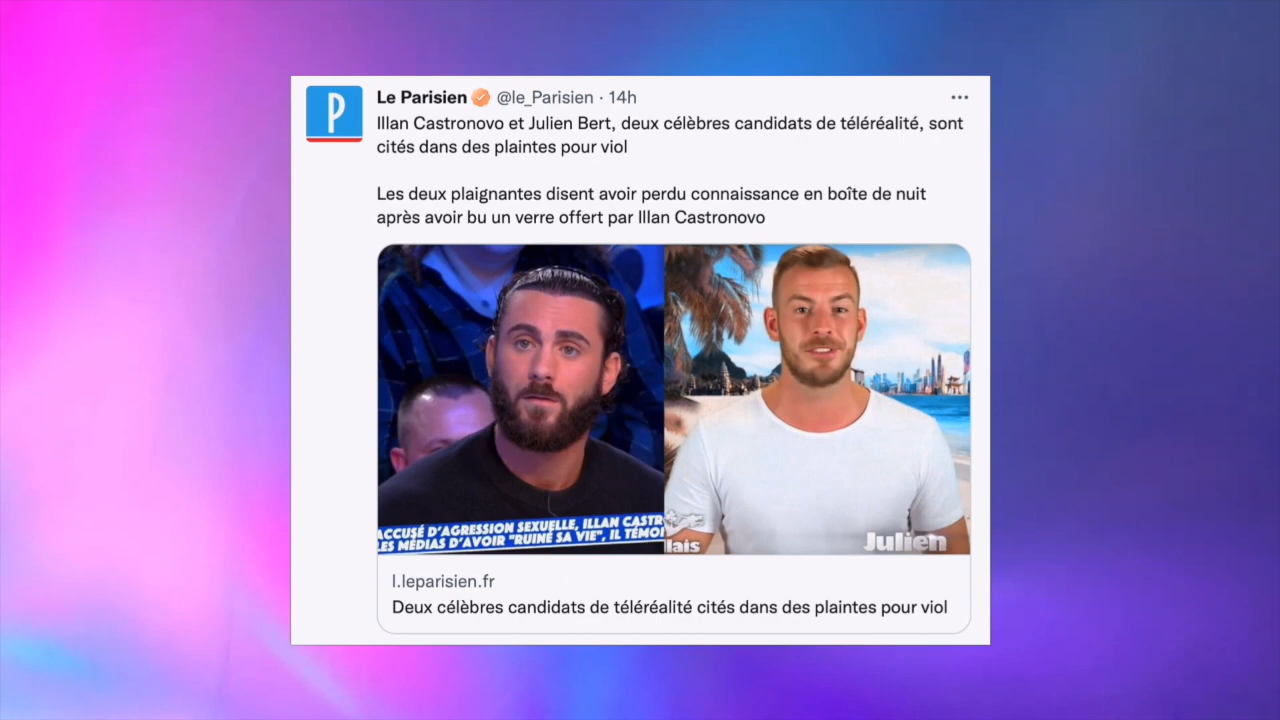 P
Le Parisien @le_Parisien · 14h
Illan Castronovo et Julien Bert, deux célèbres candidats de téléréalité, sont
cités dans des plaintes pour viol
Les deux plaignantes disent avoir perdu connaissance en boîte de nuit
après avoir bu un verre offert par Illan Castronovo
ACCUSÉ D'AGRESSION SEXUELLE, ILLAN CASTR
LES MÉDIAS D'AVOIR "RUINÉ SA VIE", IL TÉMOI
lais
Julien
l.leparisien.fr
Deux célèbres candidats de téléréalité cités dans des plaintes pour viol